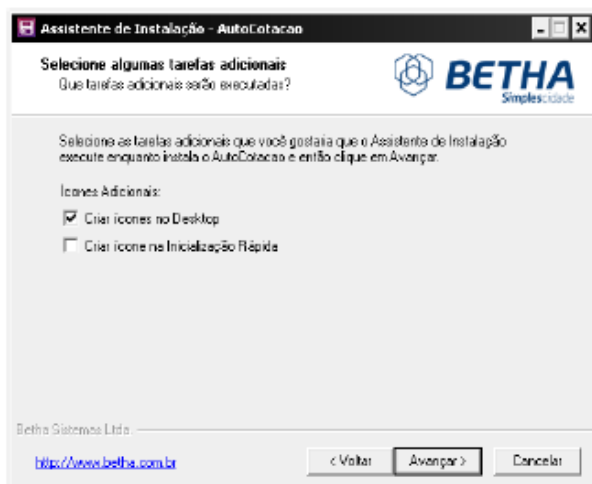 Assistente de Instalação - AutoCotacao
Selecione algumas tarefas adicionais
Que tarefas adicionais serão executadas?
BETHA
Simplescidade
Selecione as tarefas adicionais que você gostaria que o Assistente de Instalação
execute enquanto instala o AutoCotacao e então clique em Avançar.
Ícones Adicionais:
Criar ícones no Desktop
Criar ícone na Inicialização Rápida
Betha Sistemas Ltda.
http://www.betha.com.br
< Voltar
Avançar >
Cancelar